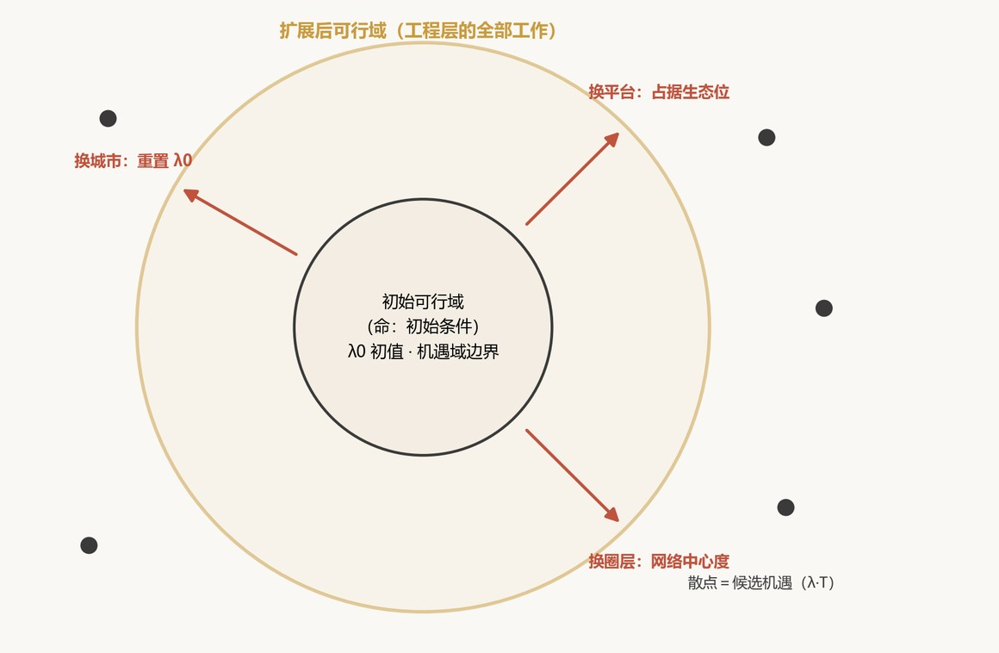 扩展后可行域（工程层的全部工作）
换平台：占据生态位
换城市：重置 λ0
初始可行域
（命：初始条件）
λ0 初值 · 机遇域边界
换圈层：网络中心度
散点 = 候选机遇（λ·T）